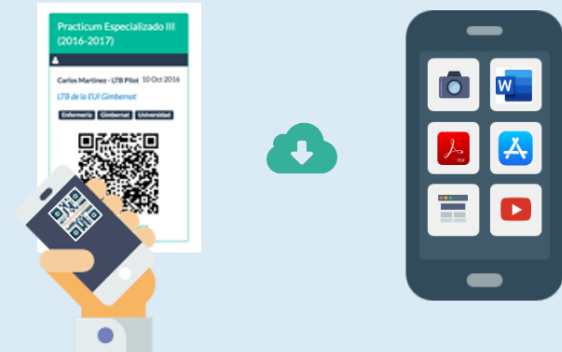 Practicum Especializado III
(2016-2017)
Carlos Martinez - LTB Pilot 10 Oct 2016
LTB de la EUI Gimbernat
Enfermería Gimbernat Universidad
W